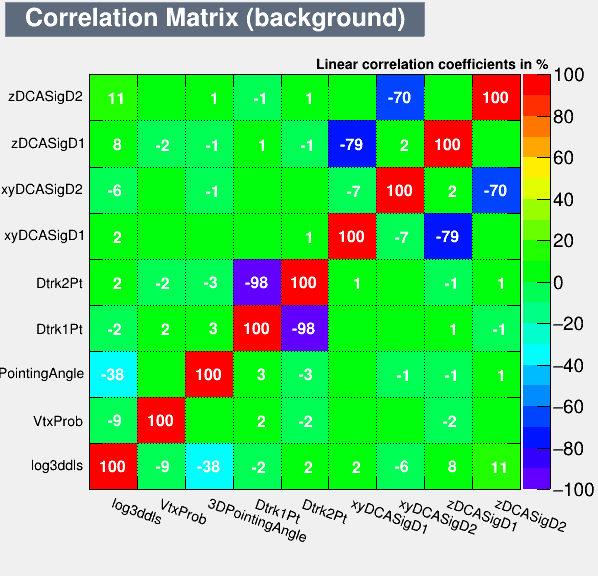 Correlation Matrix (background)
Linear correlation coefficients in %
zDCASigD2 11 1 -1 1 -70 100
zDCASigD1 8 -2 -1 1 -1 -79 2 100
xyDCASigD2 -6 -1 -7 100 2 -70
xyDCASigD1 2 1 100 -7 -79
Dtrk2Pt 2 -2 -3 -98 100 1 -1 1
Dtrk1Pt -2 2 3 100 -98 1 -1
PointingAngle -38 100 3 -3 -1 -1 1
VtxProb -9 100 2 -2 -2
log3ddls 100 -9 -38 -2 2 2 -6 8 11
log3ddls VtxProb 3DPointingAngle Dtrk1Pt Dtrk2Pt xyDCASigD1 xyDCASigD2 zDCASigD1 zDCASigD2
100
80
60
40
20
0
−20
−40
−60
−80
−100